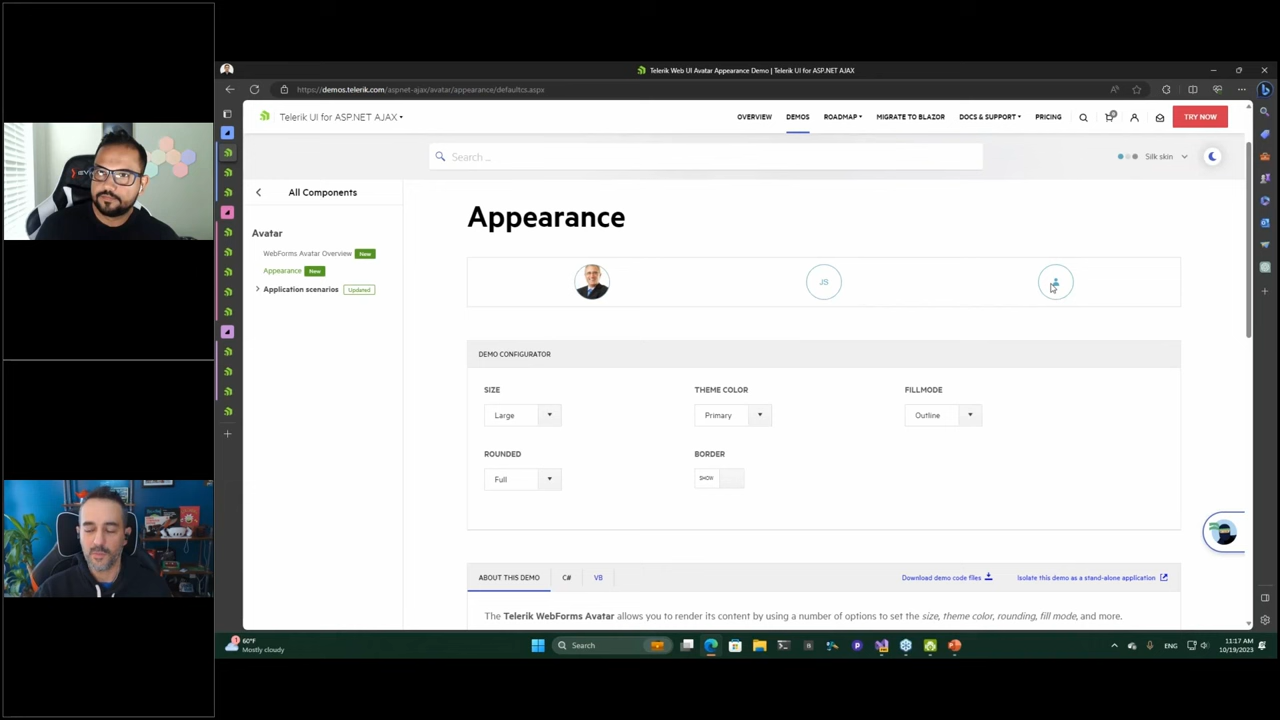 Telerik Web UI Avatar Appearance Demo | Telerik UI for ASP.NET AJAX
https://demos.telerik.com/aspnet-ajax/avatar/appearance/defaultcs.aspx
Telerik UI for ASP.NET AJAX
OVERVIEW DEMOS ROADMAP MIGRATE TO BLAZOR DOCS & SUPPORT PRICING TRY NOW
Search ...
Silk skin
All Components
Avatar
WebForms Avatar Overview New
Appearance New
Application scenarios Updated
Appearance
JS
DEMO CONFIGURATOR
SIZE THEME COLOR FILLMODE
Large Primary Outline
ROUNDED BORDER
Full SHOW
ABOUT THIS DEMO C# VB Download demo code files Isolate this demo as a stand-alone application
The Telerik WebForms Avatar allows you to render its content by using a number of options to set the size, theme color, rounding, fill mode, and more.
1
60°F
Mostly cloudy
Search
ENG
11:17 AM
10/19/2023